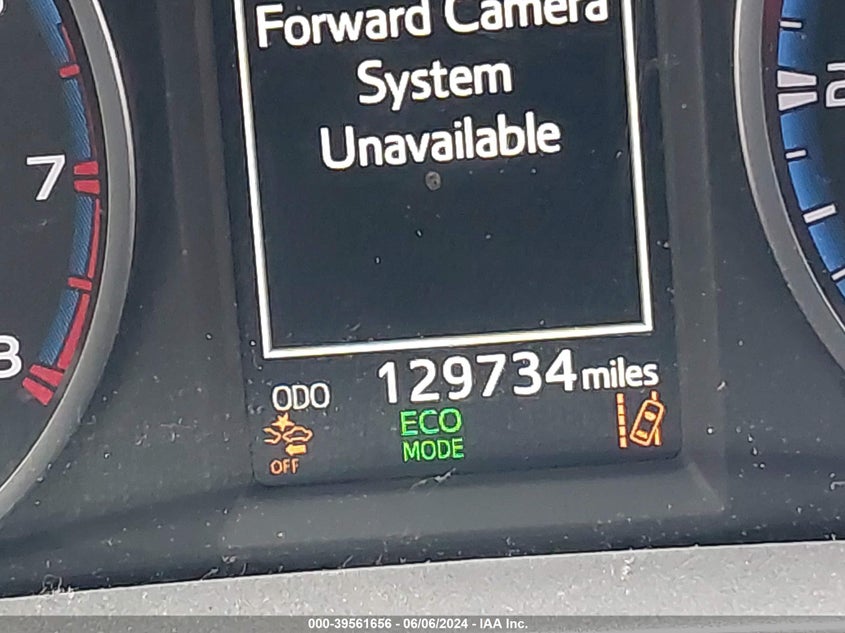 Forward Camera
System
Unavailable
7
8
ODO 129734 miles
OFF
ECO
MODE
000-39561656 - 06/06/2024 - IAA Inc.